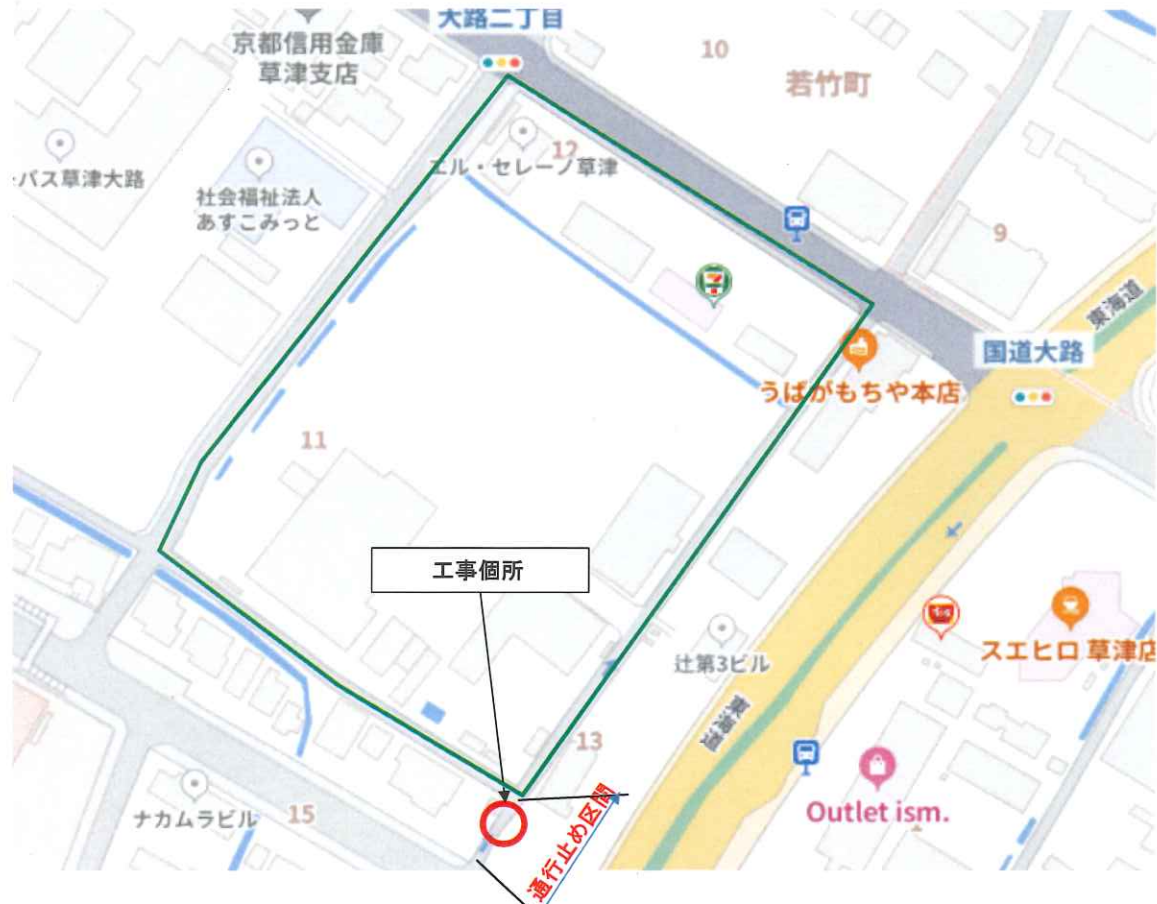 大路二丁目
京都信用金庫
草津支店
10
若竹町
バス草津大路
12
エル・セレーノ草津
社会福祉法人
あすこみっと
9
東海道
国道大路
うばがもちや本店
11
工事個所
辻第3ビル
スエヒロ 草津店
東海道
13
ナカムラビル
15
Outlet ism.
通行止め区間